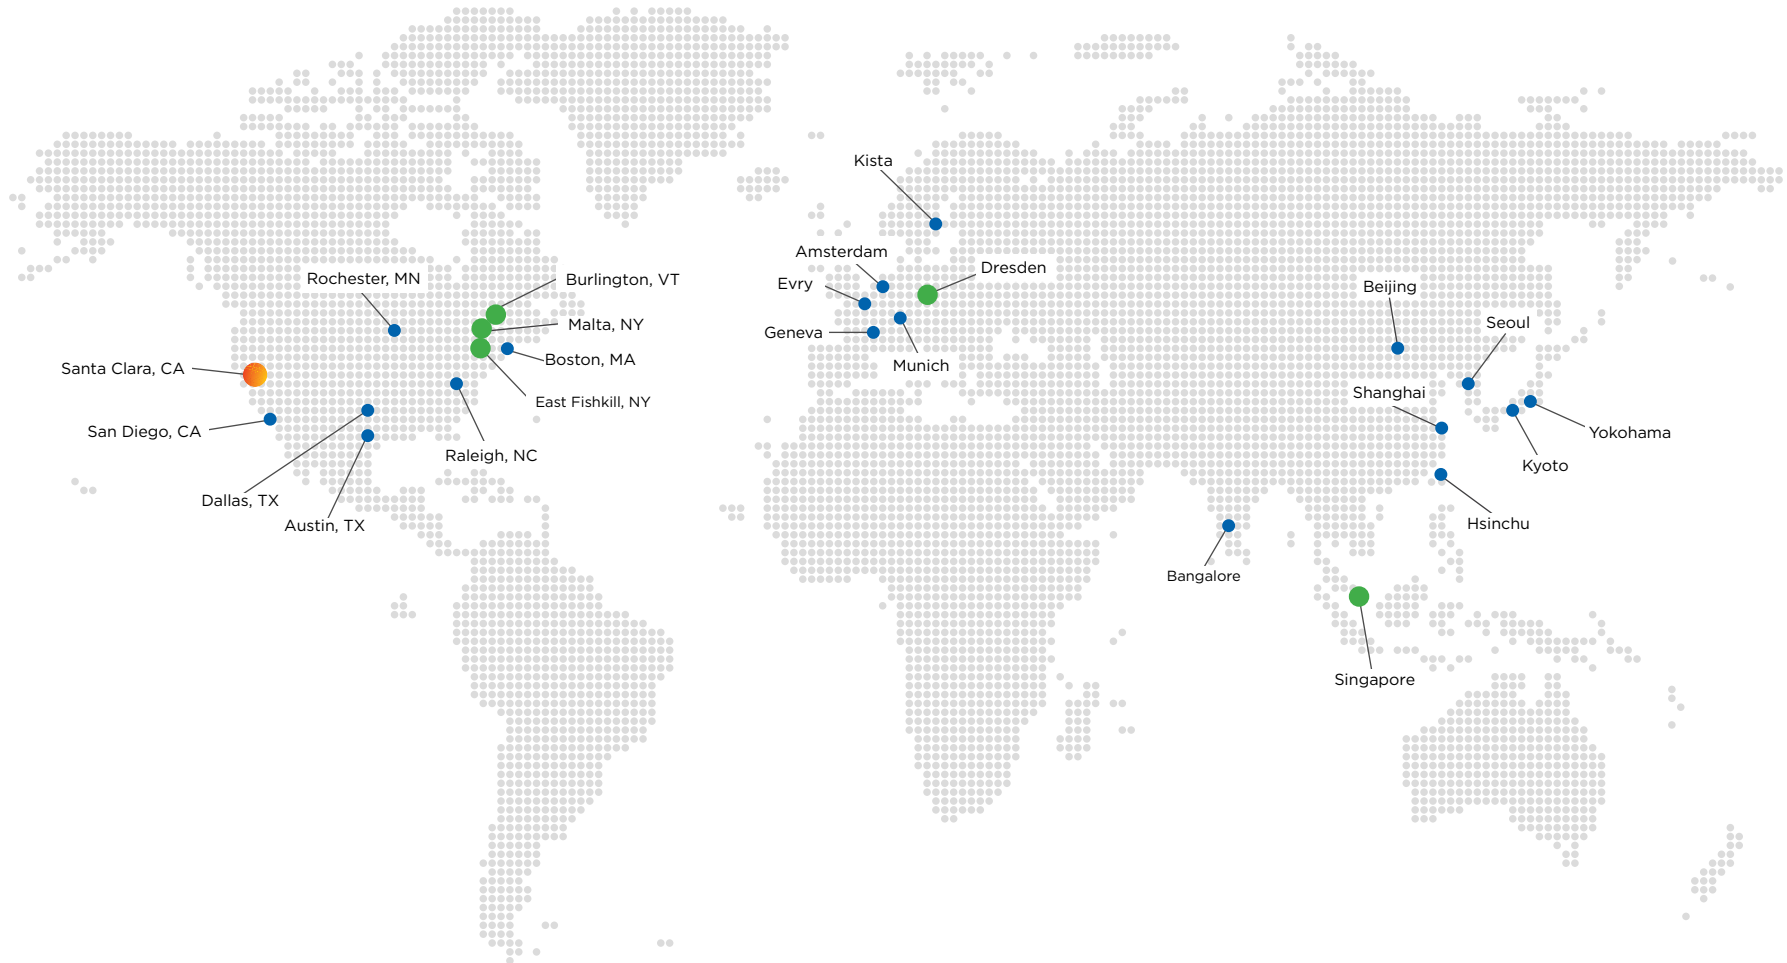 Kista
Amsterdam
Evry
Dresden
Geneva
Munich
Rochester, MN
Burlington, VT
Malta, NY
Boston, MA
East Fishkill, NY
Santa Clara, CA
San Diego, CA
Raleigh, NC
Dallas, TX
Austin, TX
Beijing
Seoul
Shanghai
Yokohama
Kyoto
Hsinchu
Bangalore
Singapore